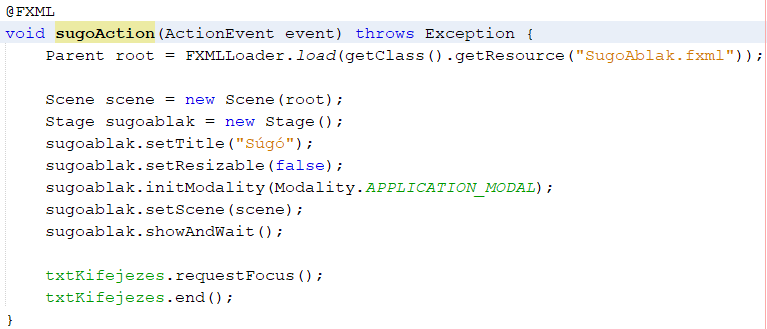 @FXML
void sugoAction(ActionEvent event) throws Exception {
    Parent root = FXMLLoader.load(getClass().getResource("SugoAblak.fxml"));

    Scene scene = new Scene(root);
    Stage sugoablak = new Stage();
    sugoablak.setTitle("Súgó");
    sugoablak.setResizable(false);
    sugoablak.initModality(Modality.APPLICATION_MODAL);
    sugoablak.setScene(scene);
    sugoablak.showAndWait();

    txtKifejezes.requestFocus();
    txtKifejezes.end();
}